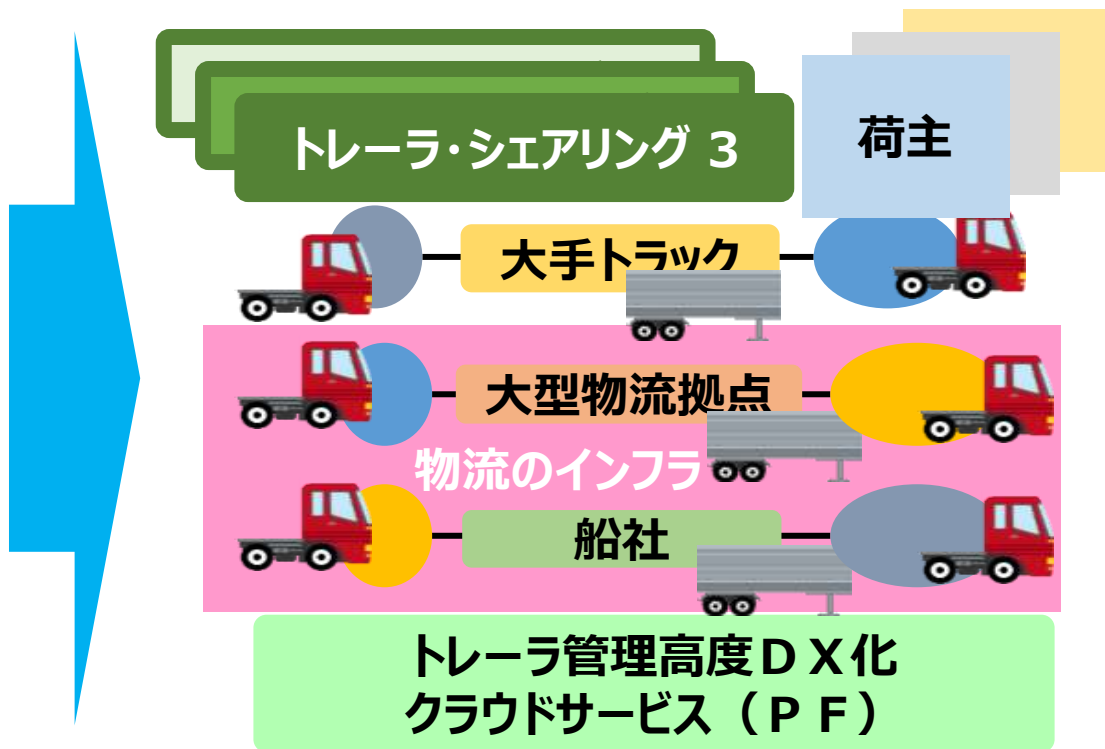 トレーラ・シェアリング 3
荷主
大手トラック
大型物流拠点
物流のインフラ
船社
トレーラ管理高度ＤＸ化
クラウドサービス（ＰＦ）